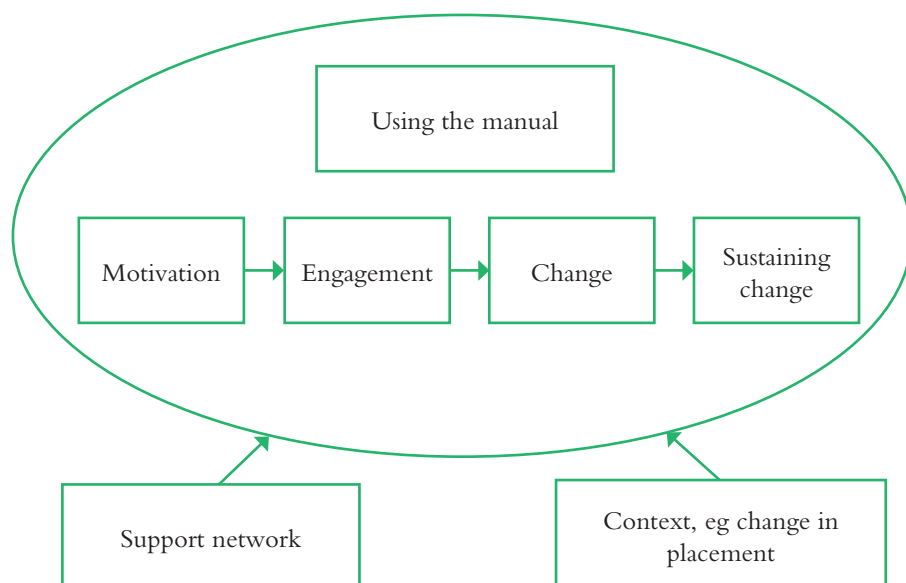 Using the manual
Motivation
Engagement
Change
Sustaining
change
Support network
Context, eg change in
placement